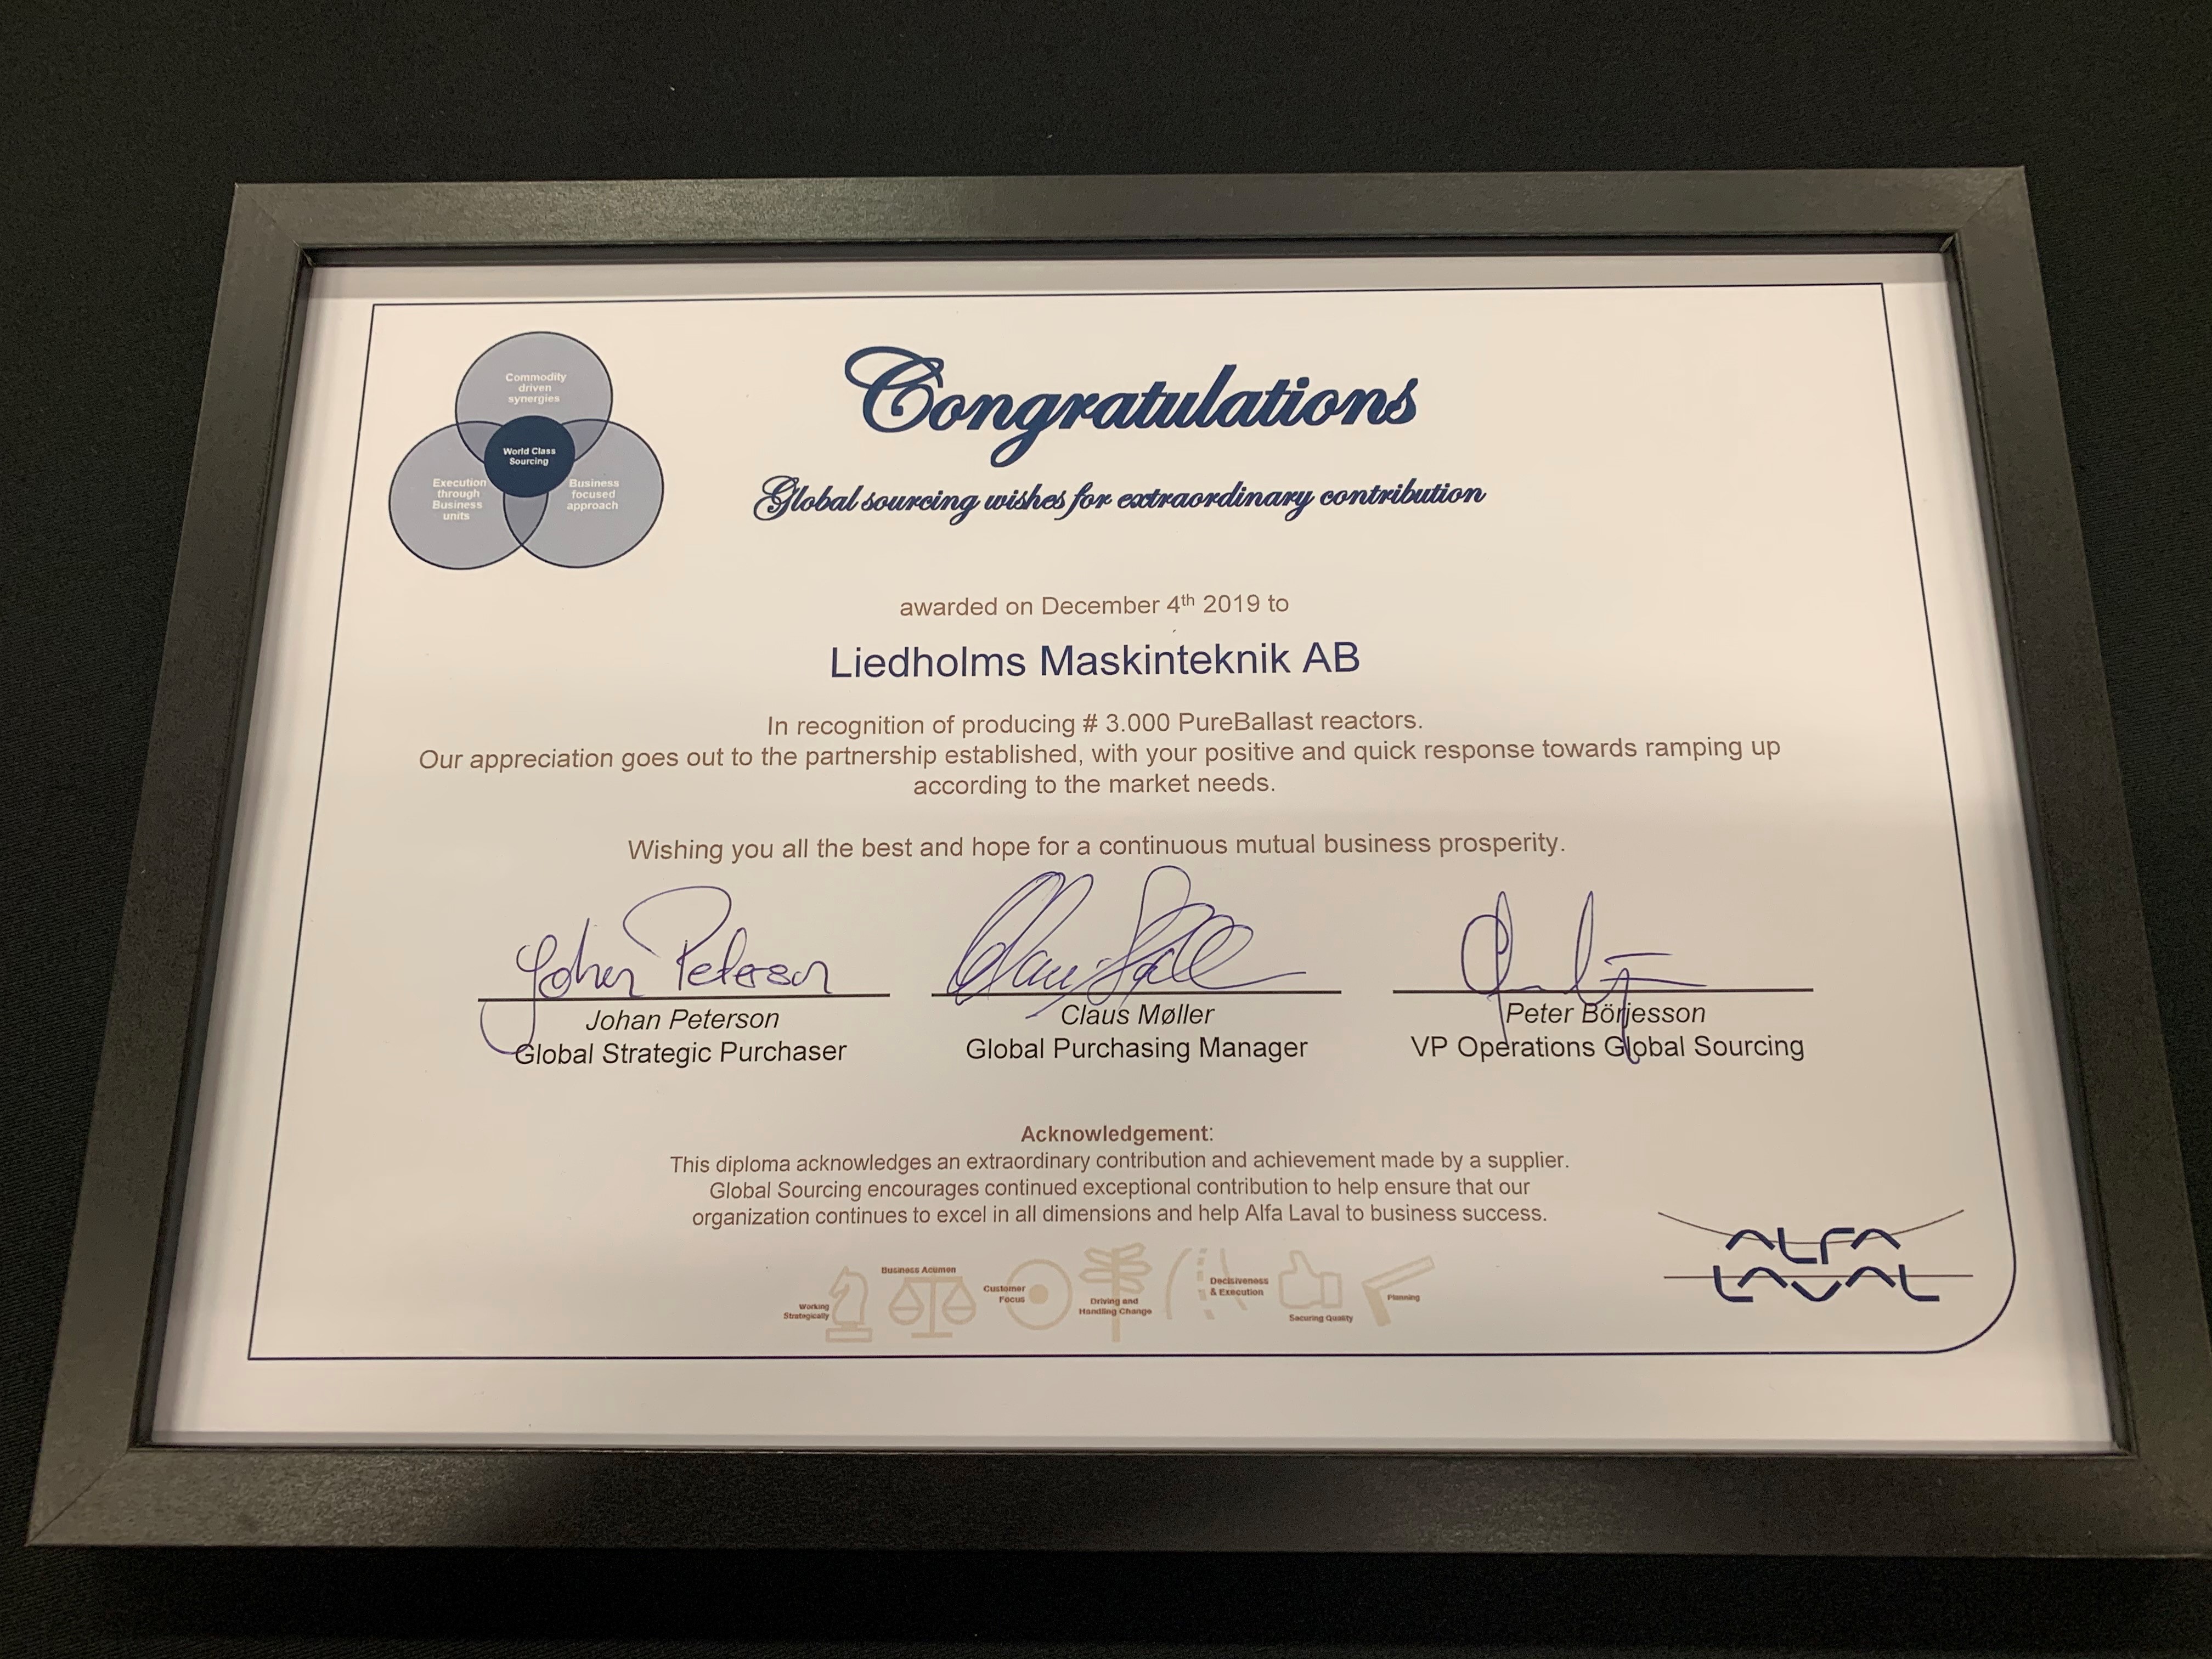 Commodity
driven
synergies
World Class
Sourcing
Execution
through
Business
units
Business
focused
approach
Congratulations
Global sourcing wishes for extraordinary contribution
awarded on December 4th 2019 to
Liedholms Maskinteknik AB
In recognition of producing # 3.000 PureBallast reactors.
Our appreciation goes out to the partnership established, with your positive and quick response towards ramping up
according to the market needs.
Wishing you all the best and hope for a continuous mutual business prosperity.
Johan Peterson
Johan Peterson
Global Strategic Purchaser
Claus Møller
Global Purchasing Manager
Peter Börjesson
VP Operations Global Sourcing
Acknowledgement:
This diploma acknowledges an extraordinary contribution and achievement made by a supplier.
Global Sourcing encourages continued exceptional contribution to help ensure that our
organization continues to excel in all dimensions and help Alfa Laval to business success.
Working
Strategically
Business Acumen
Customer
Focus
Driving and
Handling Change
Decisiveness
& Execution
Securing Quality
Planning
ALFA
LAVAL